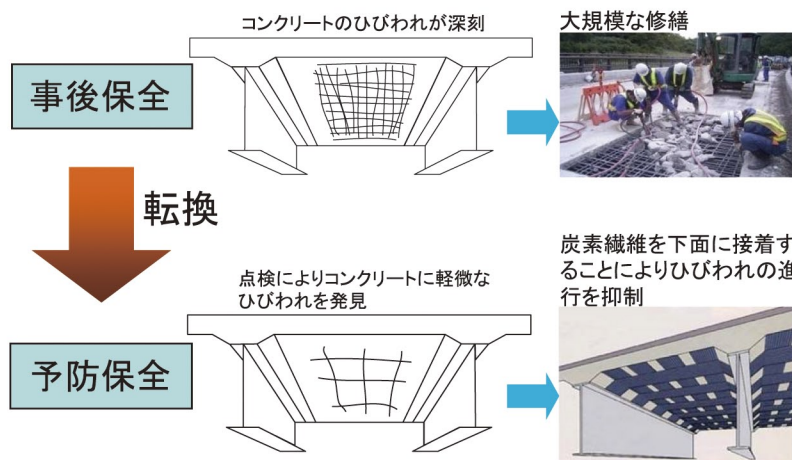 コンクリートのひびわれが深刻
大規模な修繕
事後保全
転換
点検によりコンクリートに軽微な
ひびわれを発見
炭素繊維を下面に接着す
ることによりひびわれの進
行を抑制
予防保全